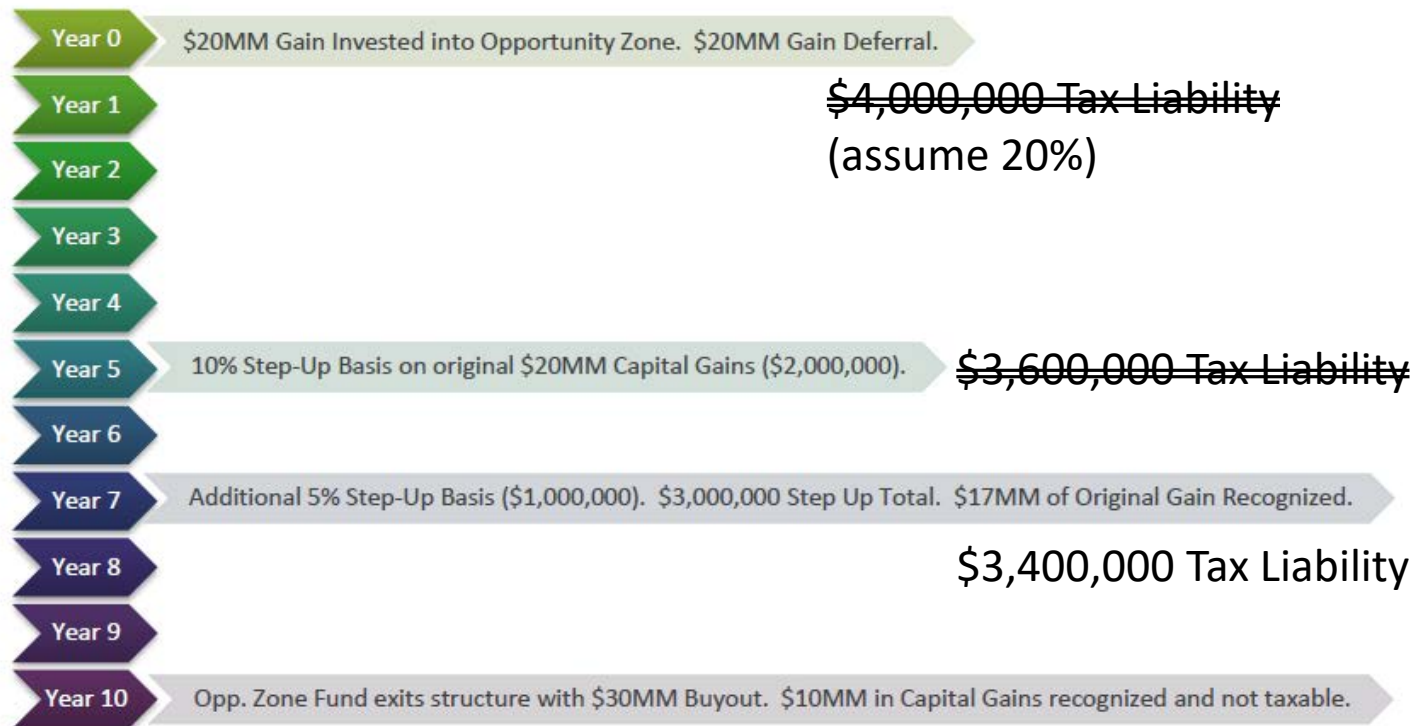 Year 0
$20MM Gain Invested into Opportunity Zone. $20MM Gain Deferral.
Year 1
$4,000,000 Tax Liability
(assume 20%)
Year 2
Year 3
Year 4
Year 5
10% Step-Up Basis on original $20MM Capital Gains ($2,000,000).
$3,600,000 Tax Liability
Year 6
Year 7
Additional 5% Step-Up Basis ($1,000,000). $3,000,000 Step Up Total. $17MM of Original Gain Recognized.
Year 8
$3,400,000 Tax Liability
Year 9
Year 10
Opp. Zone Fund exits structure with $30MM Buyout. $10MM in Capital Gains recognized and not taxable.